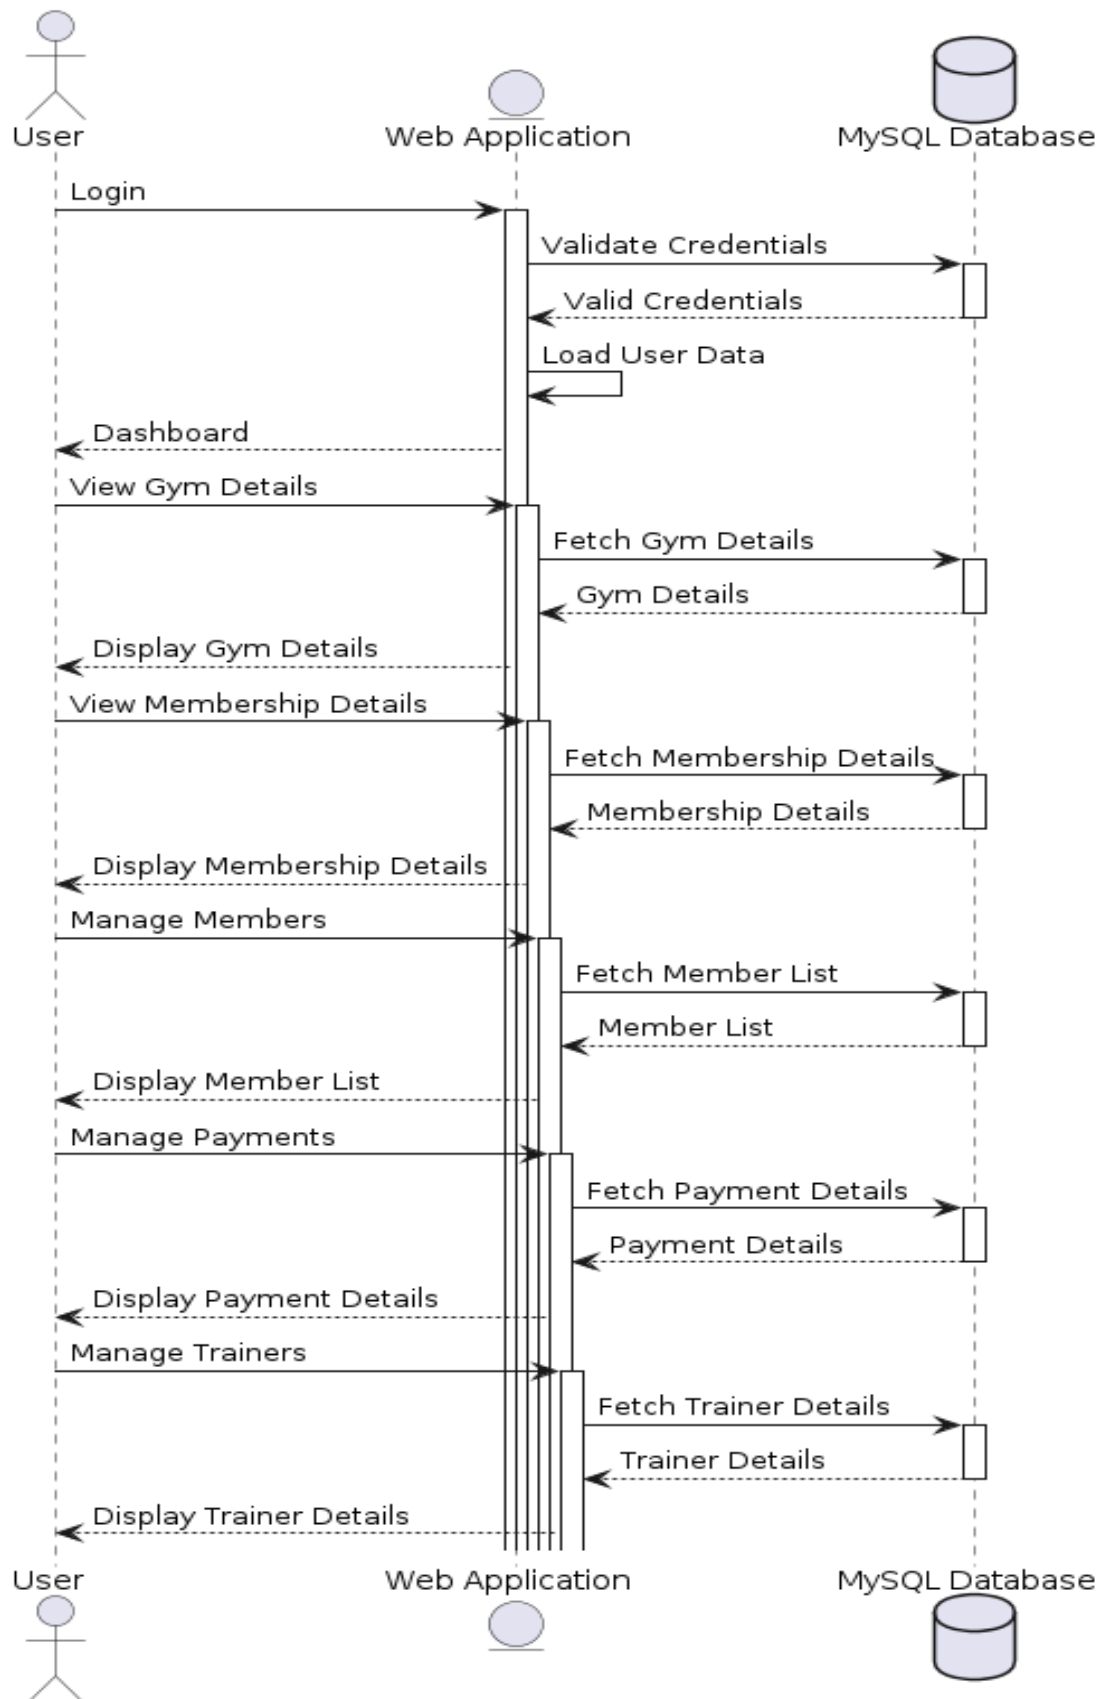 User
Web Application
MySQL Database
Login
Validate Credentials
Valid Credentials
Load User Data
Dashboard
View Gym Details
Fetch Gym Details
Gym Details
Display Gym Details
View Membership Details
Fetch Membership Details
Membership Details
Display Membership Details
Manage Members
Fetch Member List
Member List
Display Member List
Manage Payments
Fetch Payment Details
Payment Details
Display Payment Details
Manage Trainers
Fetch Trainer Details
Trainer Details
Display Trainer Details
User
Web Application
MySQL Database